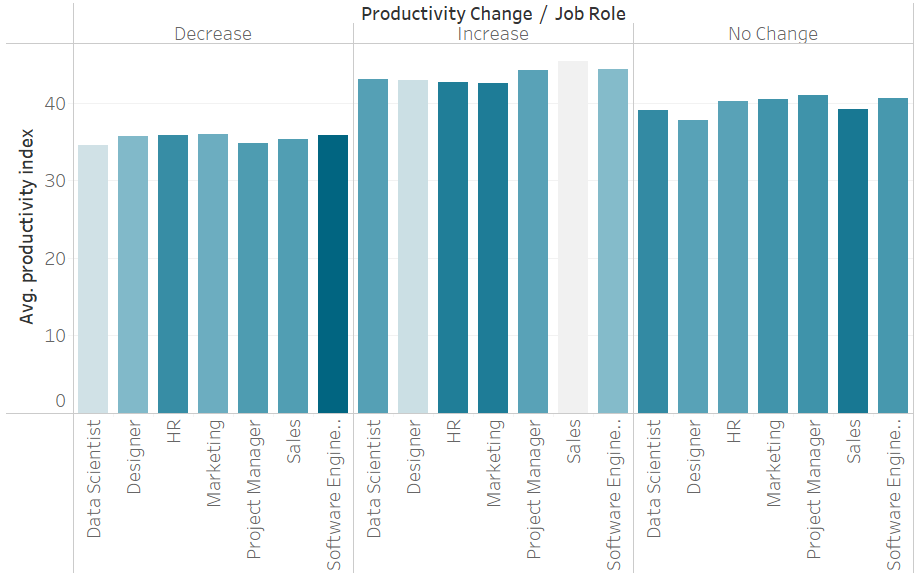 Productivity Change / Job Role
Decrease
Increase
No Change
Avg. productivity index
40
30
20
10
0
Data Scientist
Designer
HR
Marketing
Project Manager
Sales
Software Engine..
Data Scientist
Designer
HR
Marketing
Project Manager
Sales
Software Engine..
Data Scientist
Designer
HR
Marketing
Project Manager
Sales
Software Engine..